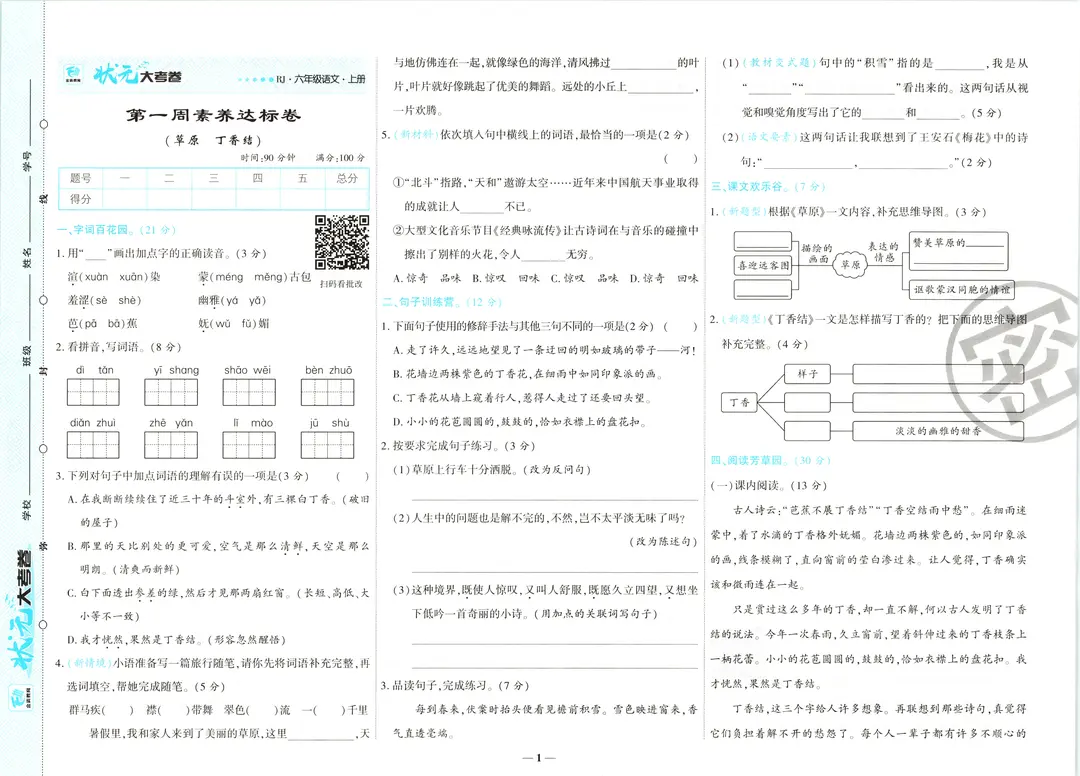 状元大考卷
RJ·六年级语文·上册
第一周素养达标卷
(草原 丁香结)
时间:90分钟 满分:100分
题号 一 二 三 四 五 总分
得分
一、字词百花园。(21分)
1.用“____”画出加点字的正确读音。(3分)
渲(xuàn xuān)染 蒙(méng měng)古包
羞涩(sè shè) 幽雅(yá yǎ)
芭(pā bā)蕉 妩(wǔ fǔ)媚
扫码看批改
2.看拼音,写词语。(8分)
dì tǎn yī shang shāo wēi bèn zhuō
diǎn zhuì zhē yǎn lǐ mào jū shù
3.下列对句子中加点词语的理解有误的一项是(3分) ( )
A.在我断断续续住了近三十年的斗室外,有三棵白丁香。(破旧
的屋子)
B.那里的天比别处的更可爱,空气是那么清鲜,天空是那么
明朗。(清爽而新鲜)
C.白下面透出参差的绿,然后才见那两扇红窗。(长短、高低、大
小等不一致)
D.我才恍然,果然是丁香结。(形容忽然醒悟)
4.(新情境)小语准备写一篇旅行随笔,请你先将词语补充完整,再
选词填空,帮她完成随笔。(5分)
群马疾( ) 襟( )带舞 翠色( )流 一( )千里
暑假里,我和家人来到了美丽的草原,这里____________,天
与地仿佛连在一起,就像绿色的海洋,清风拂过____________的叶
片,叶片就好像跳起了优美的舞蹈。远处的小丘上____________,
一片欢腾。
5.(新材料)依次填入句中横线上的词语,最恰当的一项是(2分)
( )
①“北斗”指路,“天和”遨游太空……近年来中国航天事业取得
的成就让人________不已。
②大型文化音乐节目《经典咏流传》让古诗词在与音乐的碰撞中
擦出了别样的火花,令人________无穷。
A.惊奇 品味 B.惊叹 回味 C.惊叹 品味 D.惊奇 回味
二、句子训练营。(12分)
1.下面句子使用的修辞手法与其他三句不同的一项是(2分) ( )
A.走了许久,远远地望见了一条迂回的明如玻璃的带子——河!
B.花墙边两株紫色的丁香花,在细雨中如同印象派的画。
C.丁香花从墙上窥着行人,惹得人走过了还要回头望。
D.小小的花苞圆圆的,鼓鼓的,恰如衣襟上的盘花扣。
2.按要求完成句子练习。(3分)
(1)草原上行车十分洒脱。(改为反问句)
(2)人生中的问题也是解不完的,不然,岂不太平淡无味了吗?
(改为陈述句)
(3)这种境界,既使人惊叹,又叫人舒服,既愿久立四望,又想坐
下低吟一首奇丽的小诗。(用加点的关联词写句子)
3.品读句子,完成练习。(7分)
每到春来,伏案时抬头便看见檐前积雪。雪色映进窗来,香
气直透毫端。
(1)(教材变式题)句中的“积雪”指的是________,我是从
“________”“______________”看出来的。这两句话从视
觉和嗅觉角度写出了它的________和________。(5分)
(2)(语文要素)这两句话让我联想到了王安石《梅花》中的诗
句:“______________,______________。”(2分)
三、课文欢乐谷。(7分)
1.(新题型)根据《草原》一文内容,补充思维导图。(3分)
喜迎远客图
描绘的画面
草原
表达的情感
赞美草原的________
讴歌蒙汉同胞的情谊
2.(新题型)《丁香结》一文是怎样描写丁香的?把下面的思维导图
补充完整。(4分)
样子
丁香
淡淡的幽雅的甜香
四、阅读芳草园。(30分)
(一)课内阅读。(13分)
古人诗云:“芭蕉不展丁香结”“丁香空结雨中愁”。在细雨迷
蒙中,着了水滴的丁香格外妩媚。花墙边两株紫色的,如同印象派
的画,线条模糊了,直向窗前的莹白渗过来。让人觉得,丁香确实
该和微雨连在一起。
只是赏过这么多年的丁香,却一直不解,何以古人发明了丁香
结的说法。今年一次春雨,久立窗前,望着斜伸过来的丁香枝条上
一柄花蕾。小小的花苞圆圆的,鼓鼓的,恰如衣襟上的盘花扣。我
才恍然,果然是丁香结。
丁香结,这三个字给人许多想象。再联想到那些诗句,真觉得
它们负担着解不开的愁怨了。每个人一辈子都有许多不顺心的
密
—1—
学校 班级 姓名 学号
弥 封 线
状元大考卷